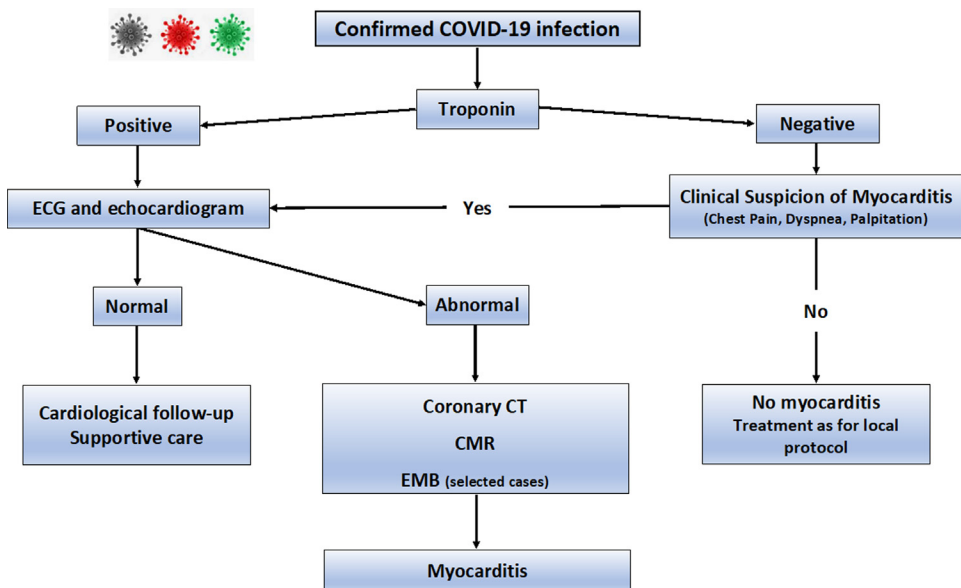 Confirmed COVID-19 infection
Troponin
Positive
Negative
ECG and echocardiogram
Yes
Clinical Suspicion of Myocarditis
(Chest Pain, Dyspnea, Palpitation)
Normal
Abnormal
No
Cardiological follow-up
Supportive care
Coronary CT
CMR
EMB (selected cases)
No myocarditis
Treatment as for local
protocol
Myocarditis